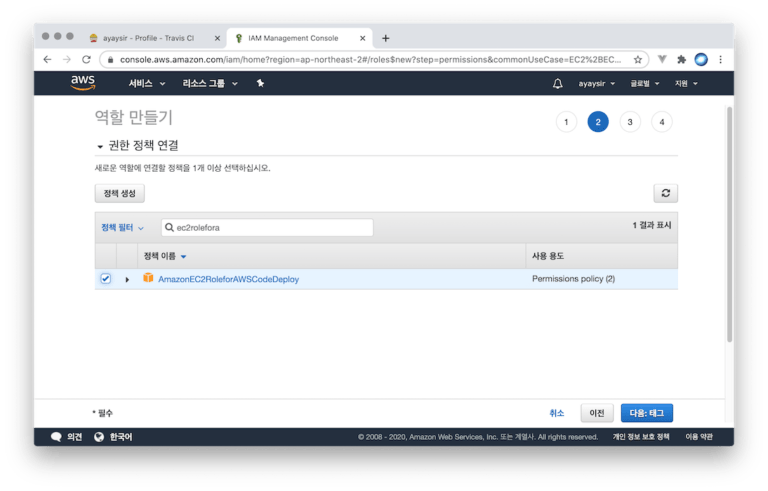 ayaysir - Profile - Travis CI
IAM Management Console
console.aws.amazon.com/iam/home?region=ap-northeast-2#/roles$new?step=permissions&commonUseCase=EC2%2BEC...
aws 서비스 리소스 그룹 ayaysir 글로벌 지원
역할 만들기 1 2 3 4
권한 정책 연결
새로운 역할에 연결할 정책을 1개 이상 선택하십시오.
정책 생성
정책 필터 ec2rolefora 1 결과 표시
정책 이름 사용 용도
AmazonEC2RoleforAWSCodeDeploy Permissions policy (2)
* 필수 취소 이전 다음: 태그
의견 한국어 © 2008 - 2020, Amazon Web Services, Inc. 또는 계열사. All rights reserved. 개인 정보 보호 정책 이용 약관